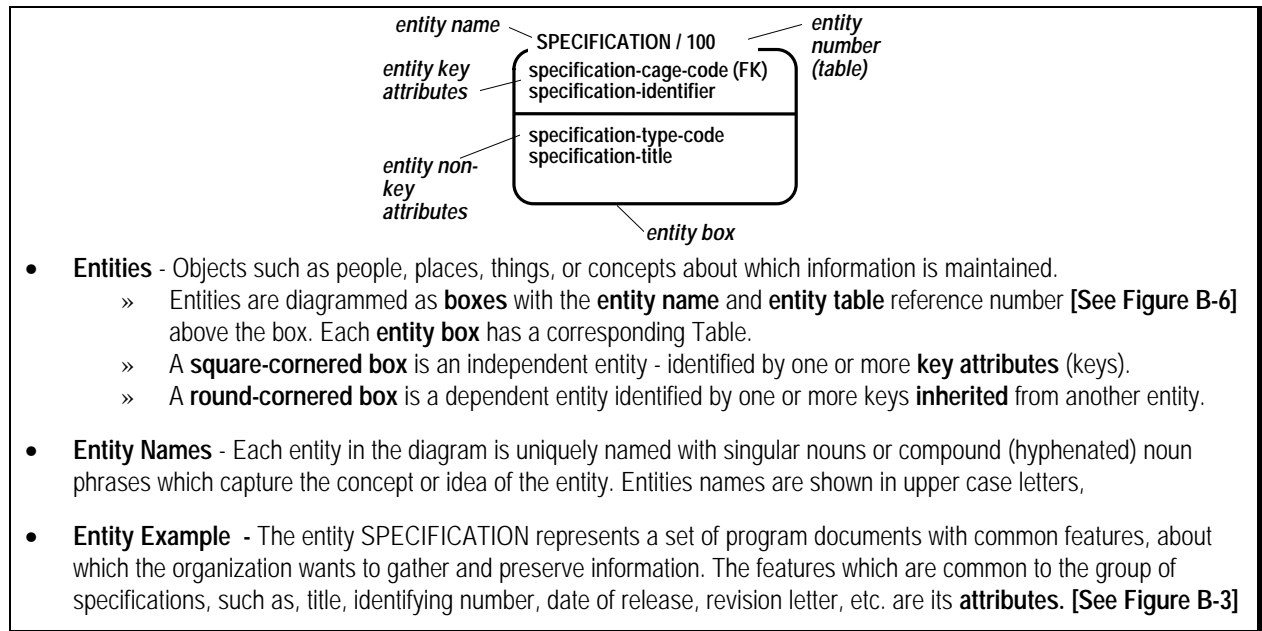 entity name
SPECIFICATION / 100
entity
number
(table)
entity key
attributes
specification-cage-code (FK)
specification-identifier
specification-type-code
specification-title
entity non-
key
attributes
entity box
• Entities - Objects such as people, places, things, or concepts about which information is maintained.
» Entities are diagrammed as boxes with the entity name and entity table reference number [See Figure B-6]
above the box. Each entity box has a corresponding Table.
» A square-cornered box is an independent entity - identified by one or more key attributes (keys).
» A round-cornered box is a dependent entity identified by one or more keys inherited from another entity.
• Entity Names - Each entity in the diagram is uniquely named with singular nouns or compound (hyphenated) noun
phrases which capture the concept or idea of the entity. Entities names are shown in upper case letters,
• Entity Example - The entity SPECIFICATION represents a set of program documents with common features, about
which the organization wants to gather and preserve information. The features which are common to the group of
specifications, such as, title, identifying number, date of release, revision letter, etc. are its attributes. [See Figure B-3]